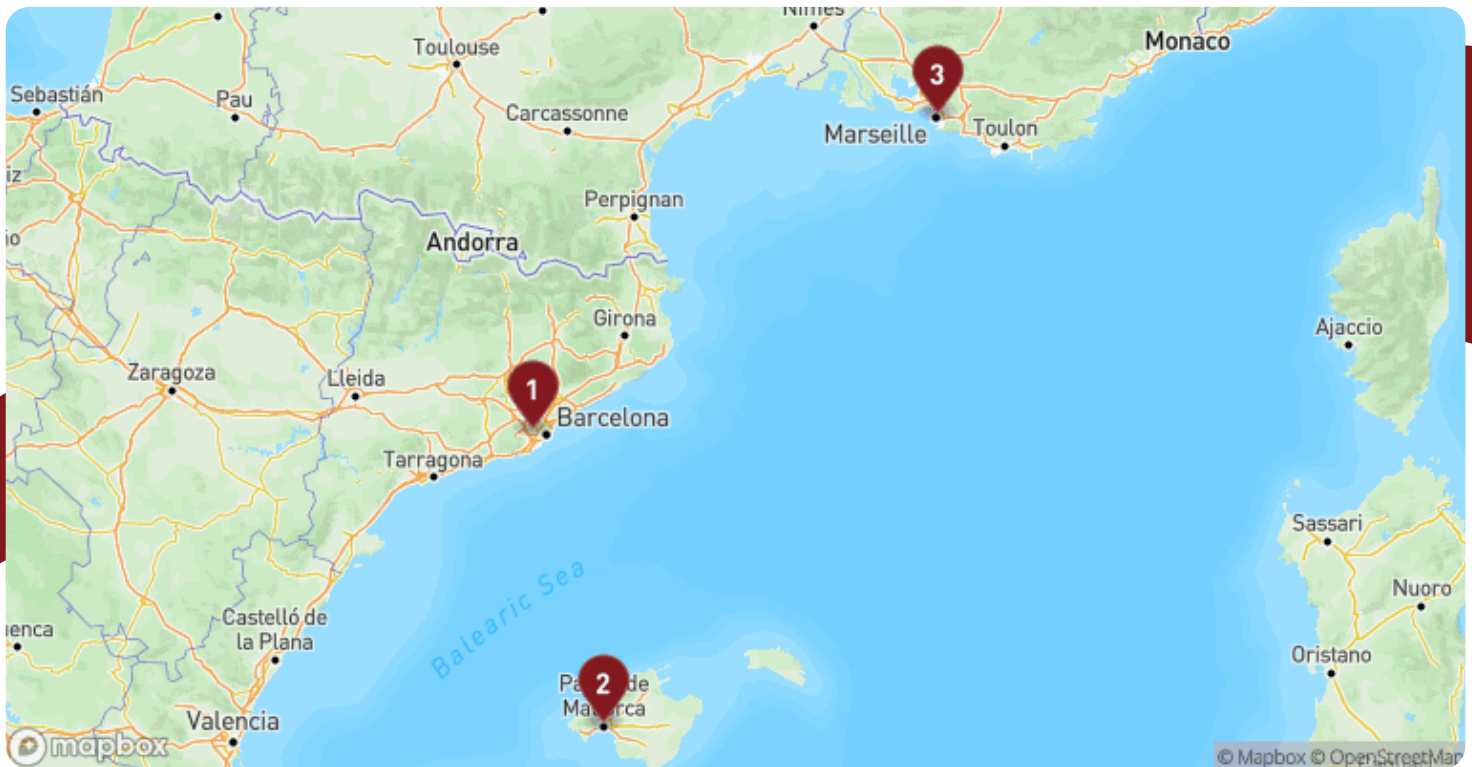 Nîmes
Monaco
Toulouse
3
Sebastián
Pau
Carcassonne
Marseille
Toulon
Perpignan
Andorra
Girona
Ajaccio
Zaragoza
Lleida
1
Barcelona
Tarragona
Sassari
Balearic Sea
Nuoro
Castelló de
la Plana
Oristano
2
de
Valencia
mapbox
© Mapbox © OpenStreetMap